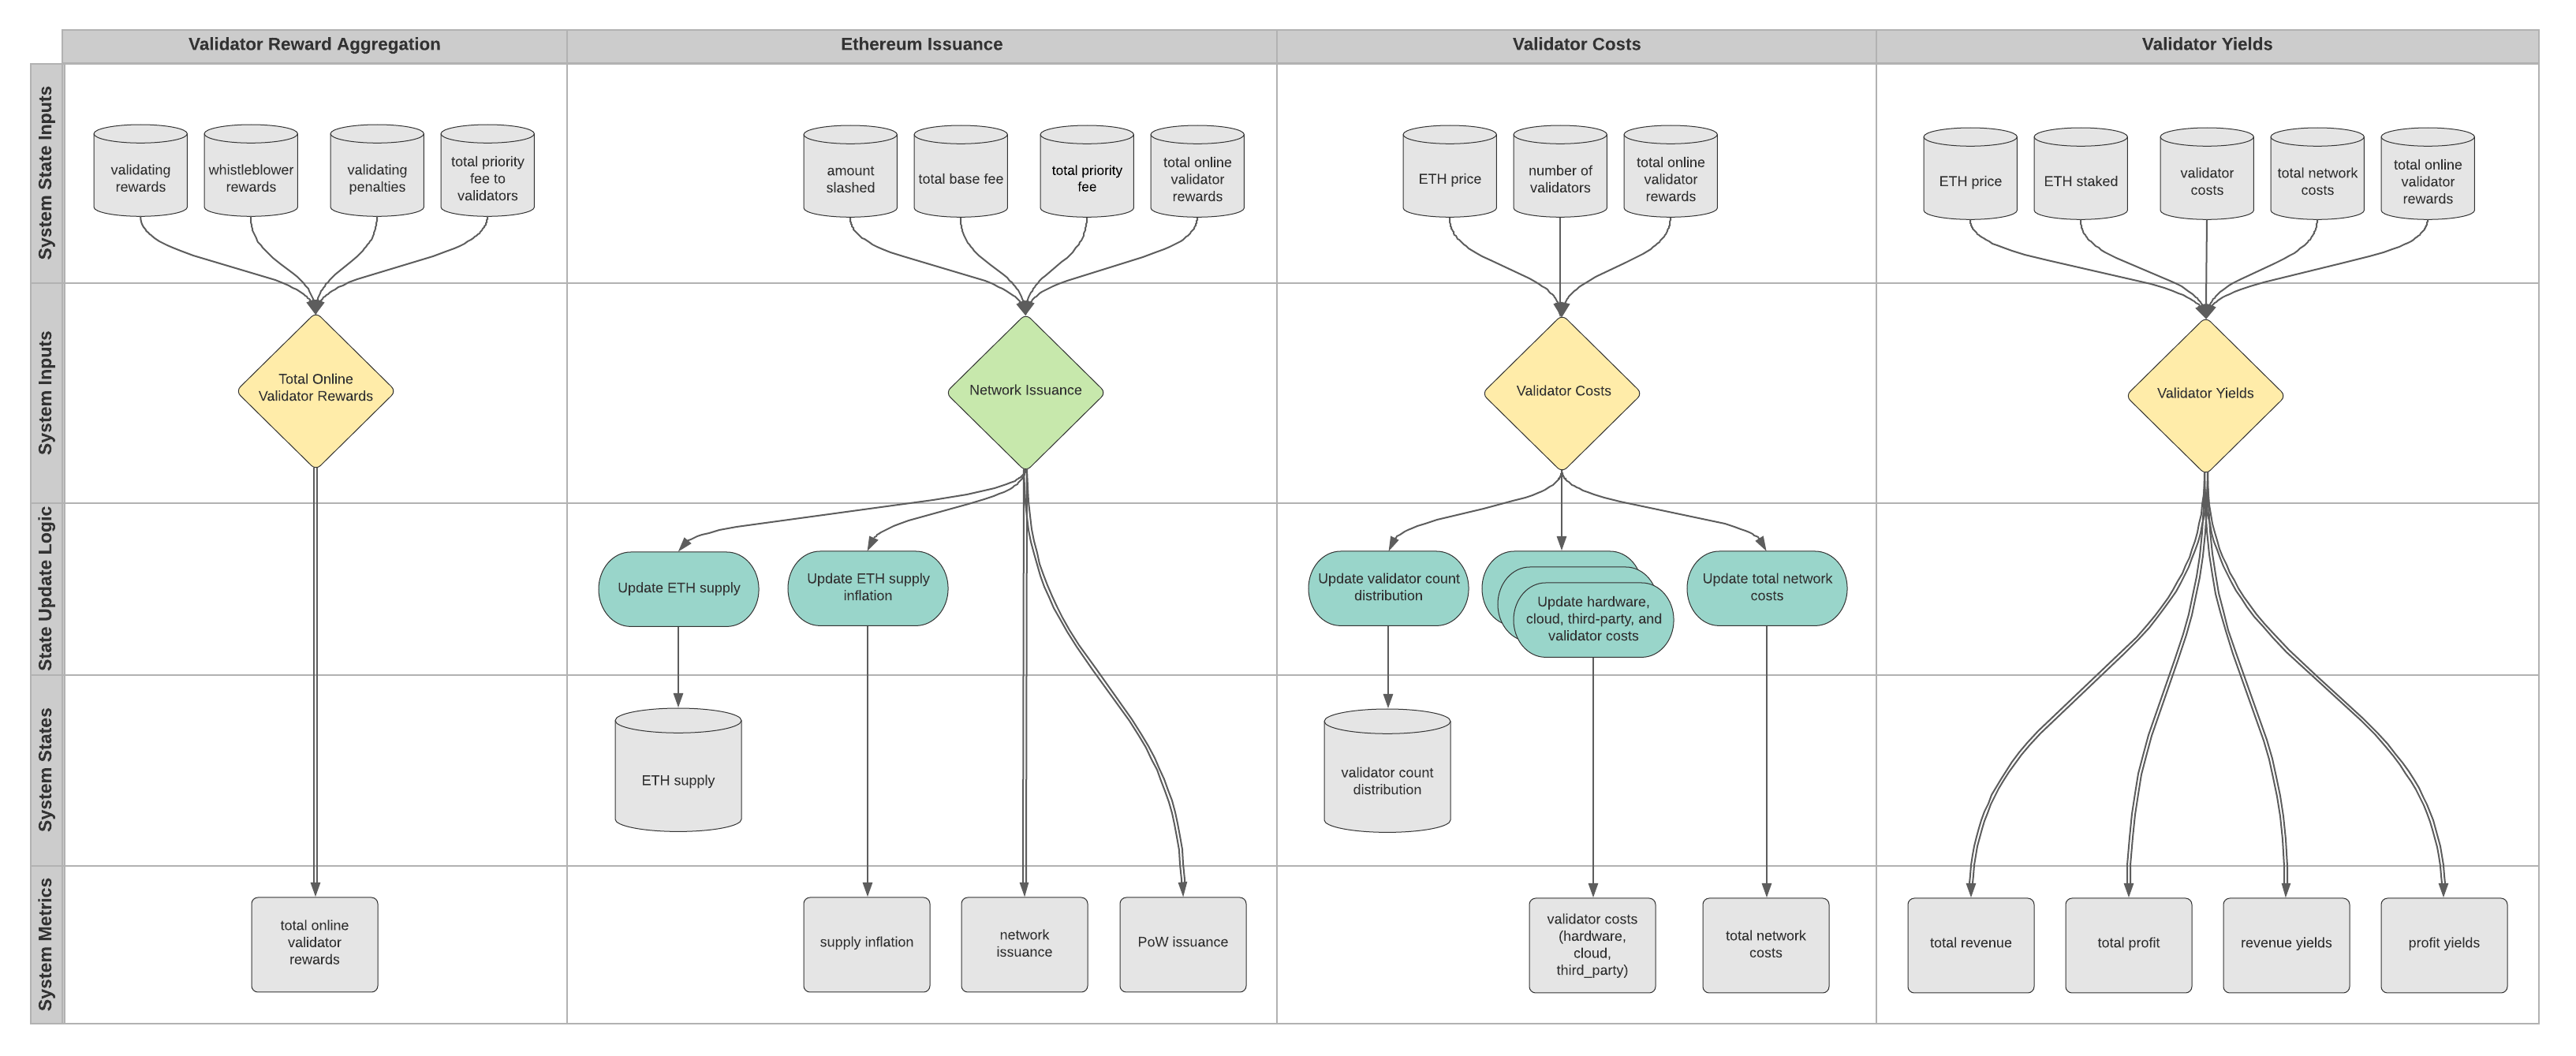 Validator Reward Aggregation
Ethereum Issuance
Validator Costs
Validator Yields
System State Inputs
validating
rewards
whistleblower
rewards
validating
penalties
total priority
fee to
validators
amount
slashed
total base fee
total priority
fee
total online
validator
rewards
ETH price
number of
validators
total online
validator
rewards
ETH price
ETH staked
validator
costs
total network
costs
total online
validator
rewards
System Inputs
Total Online
Validator Rewards
Network Issuance
Validator Costs
Validator Yields
State Update Logic
Update ETH supply
Update ETH supply
inflation
Update validator count
distribution
Update hardware,
cloud, third-party, and
validator costs
Update total network
costs
System States
ETH supply
validator count
distribution
System Metrics
total online
validator
rewards
supply inflation
network
issuance
PoW issuance
validator costs
(hardware,
cloud,
third_party)
total network
costs
total revenue
total profit
revenue yields
profit yields